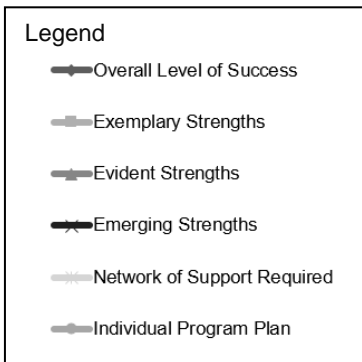 Legend
Overall Level of Success
Exemplary Strengths
Evident Strengths
Emerging Strengths
Network of Support Required
Individual Program Plan